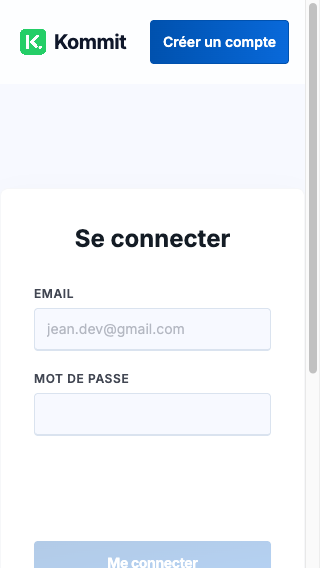 Kommit
Créer un compte
Se connecter
EMAIL
jean.dev@gmail.com
MOT DE PASSE
Me connecter